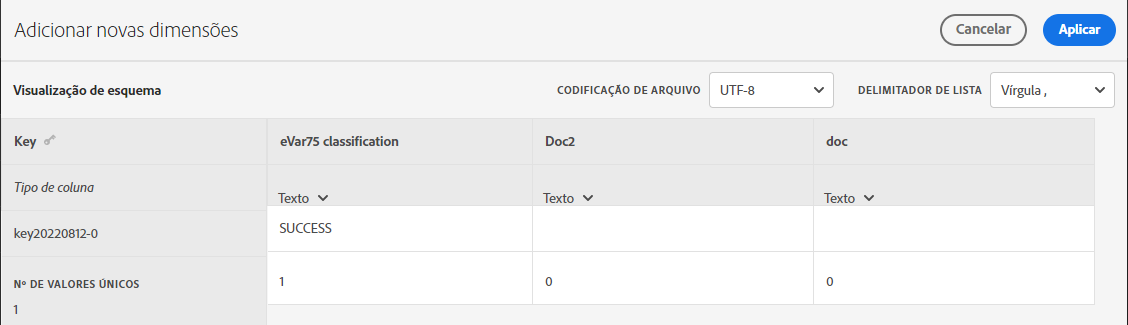 Adicionar novas dimensões
Cancelar
Aplicar
Visualização de esquema
CODIFICAÇÃO DE ARQUIVO
UTF-8
DELIMITADOR DE LISTA
Vírgula ,
Key
eVar75 classification
Doc2
doc
Tipo de coluna
Texto
Texto
Texto
key20220812-0
SUCCESS
Nº DE VALORES ÚNICOS
1
1
0
0